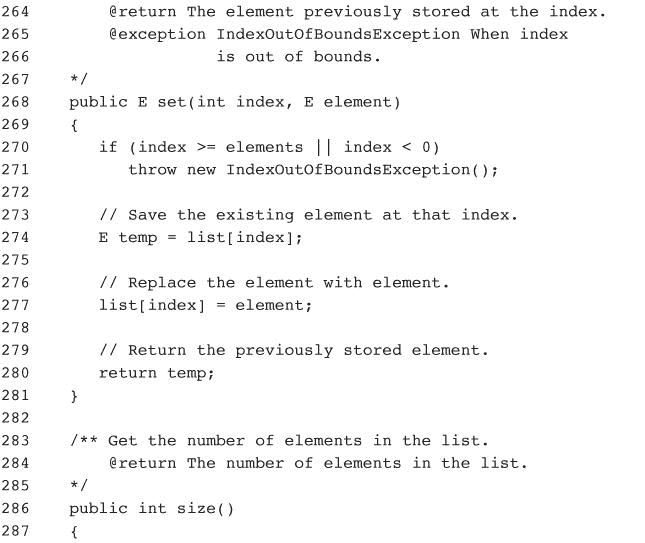 264        @return The element previously stored at the index.
265        @exception IndexOutOfBoundsException When index
266                   is out of bounds.
267    */
268    public E set(int index, E element)
269    {
270       if (index >= elements || index < 0)
271          throw new IndexOutOfBoundsException();
272
273       // Save the existing element at that index.
274       E temp = list[index];
275
276       // Replace the element with element.
277       list[index] = element;
278
279       // Return the previously stored element.
280       return temp;
281    }
282
283    /** Get the number of elements in the list.
284        @return The number of elements in the list.
285    */
286    public int size()
287    {